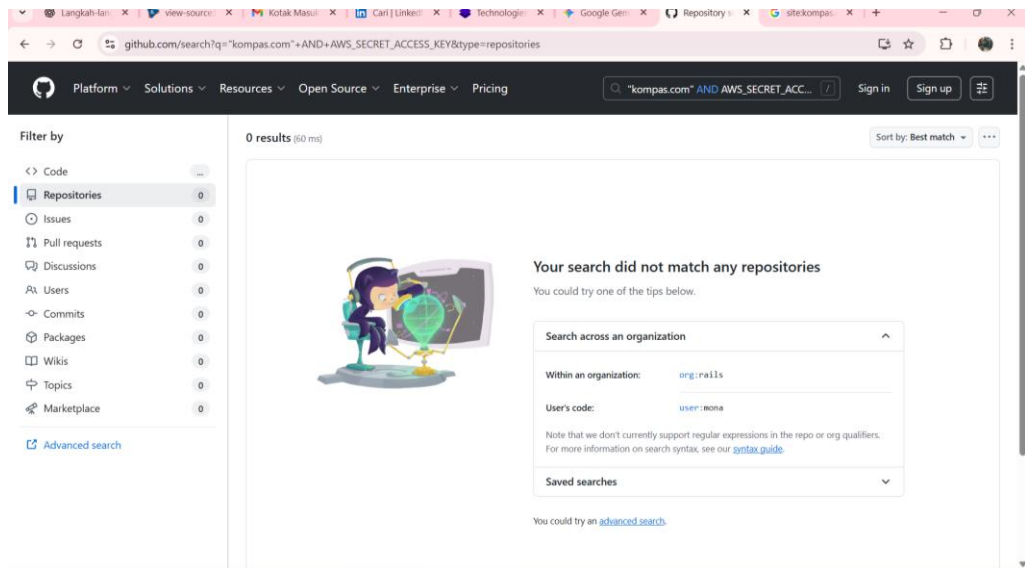 Langkah-lan
view-source:
Kotak Masuk
Cari | Linked
Technologie
Google Gem
Repository s
site:kompas.
github.com/search?q="kompas.com"+AND+AWS_SECRET_ACCESS_KEY&type=repositories
Platform Solutions Resources Open Source Enterprise Pricing
"kompas.com" AND AWS_SECRET_ACC... /
Sign in Sign up
Filter by
0 results (60 ms)
Sort by: Best match ...
<> Code ...
Repositories 0
Issues 0
Pull requests 0
Discussions 0
Users 0
Commits 0
Packages 0
Wikis 0
Topics 0
Marketplace 0
Advanced search
Your search did not match any repositories
You could try one of the tips below.
Search across an organization
Within an organization: org:rails
User's code: user:mona
Note that we don't currently support regular expressions in the repo or org qualifiers.
For more information on search syntax, see our syntax guide.
Saved searches
You could try an advanced search.